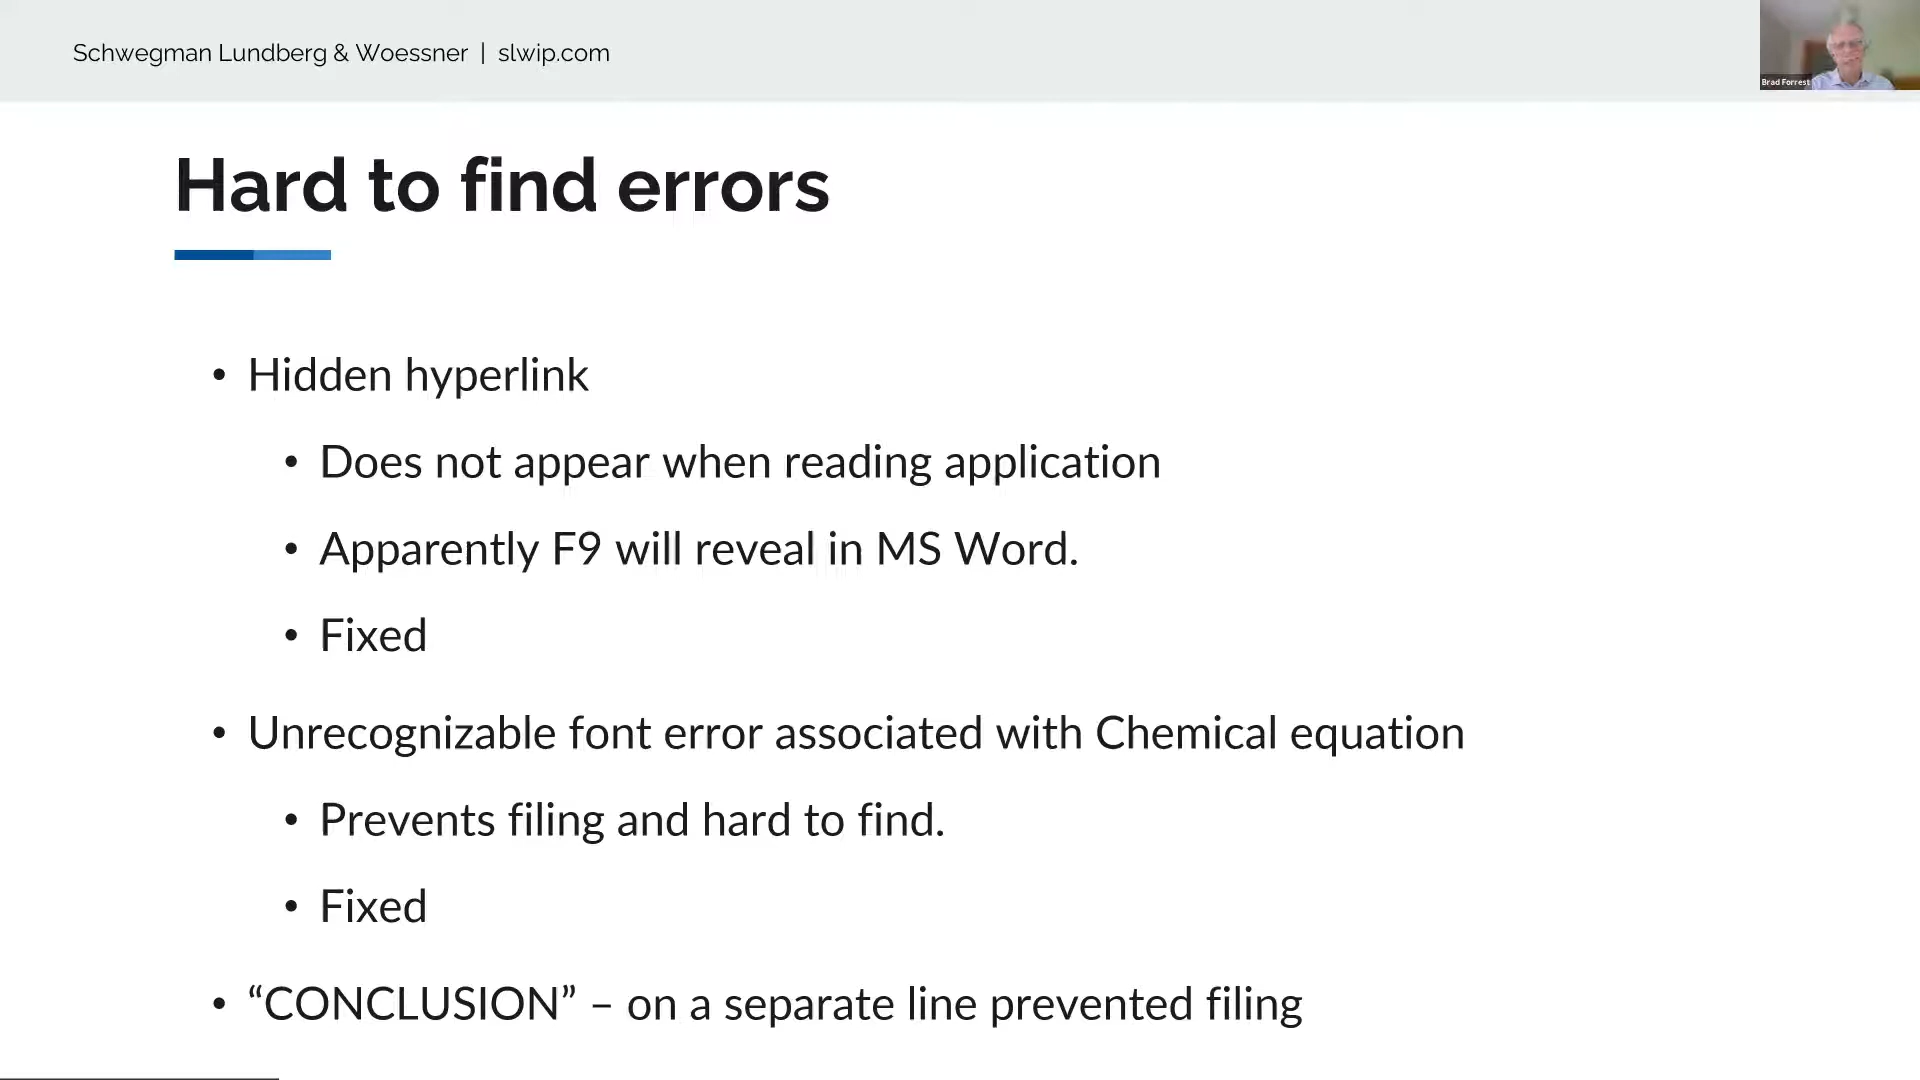 Schwegman Lundberg & Woessner | slwip.com
Brad Forrest
Hard to find errors
• Hidden hyperlink
• Does not appear when reading application
• Apparently F9 will reveal in MS Word.
• Fixed
• Unrecognizable font error associated with Chemical equation
• Prevents filing and hard to find.
• Fixed
• “CONCLUSION” – on a separate line prevented filing